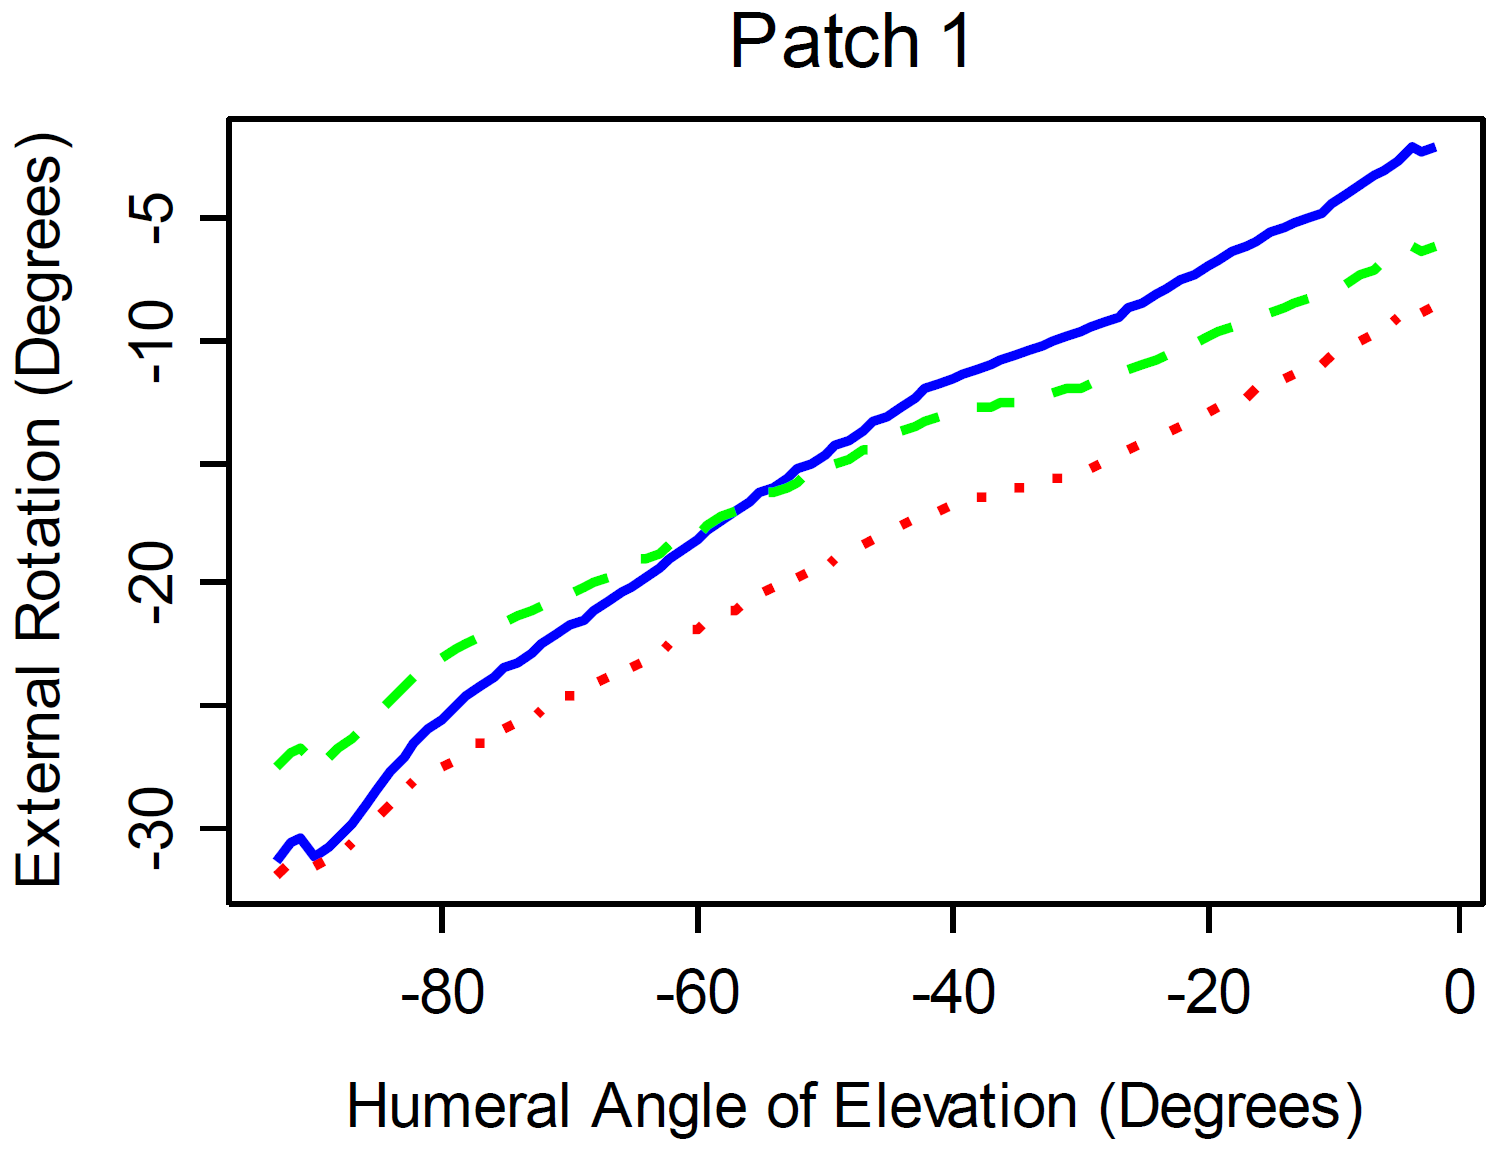 Patch 1
External Rotation (Degrees)
-5
-10
-20
-30
-80 -60 -40 -20 0
Humeral Angle of Elevation (Degrees)